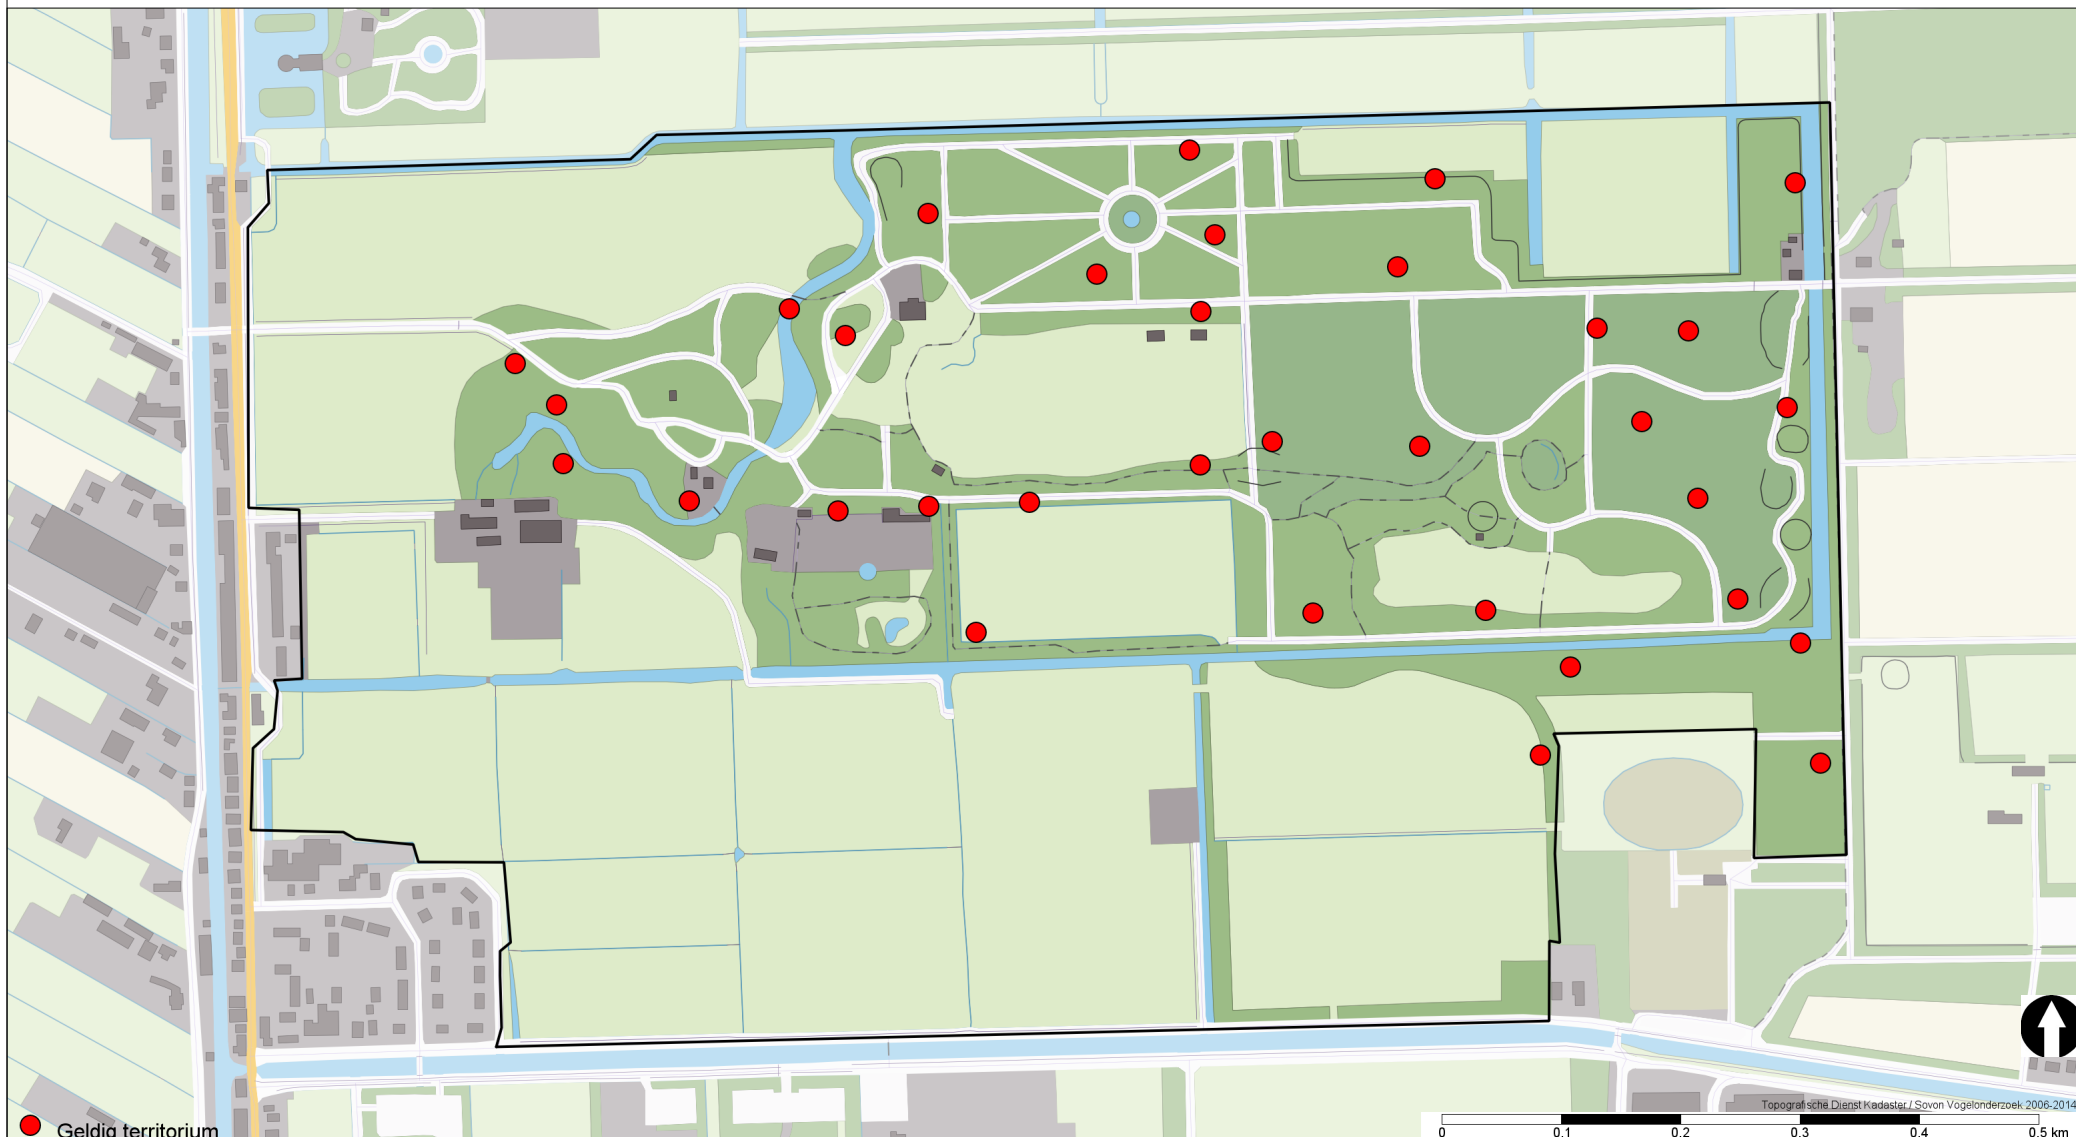 Topografische Dienst Kadaster / Sovon Vogelonderzoek 2006-2014
Geldig territorium
0 0.1 0.2 0.3 0.4 0.5 km